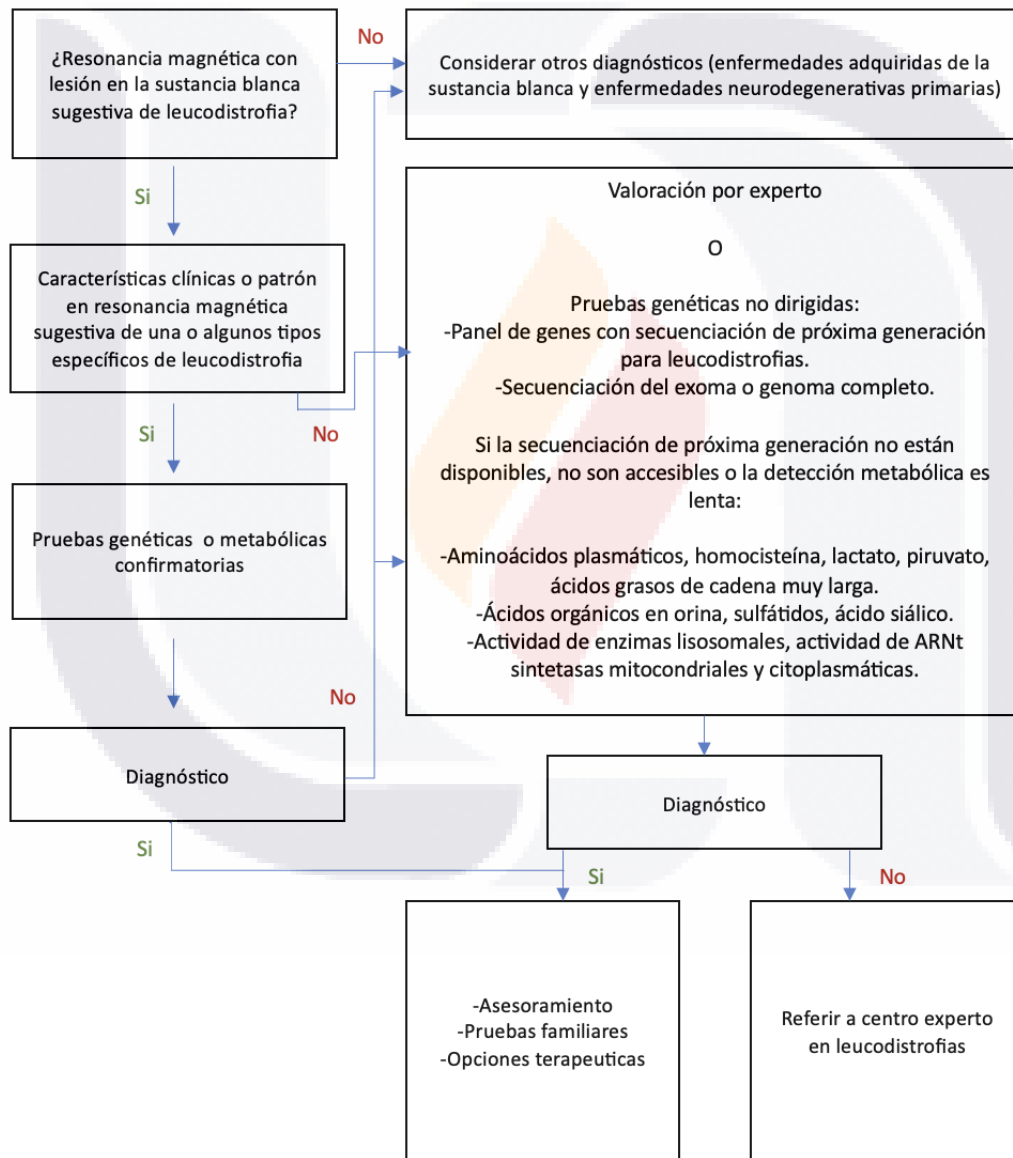 ¿Resonancia magnética con
lesión en la sustancia blanca
sugestiva de leucodistrofia?
No
Considerar otros diagnósticos (enfermedades adquiridas de la
sustancia blanca y enfermedades neurodegenerativas primarias)
Si
Características clínicas o patrón
en resonancia magnética
sugestiva de una o algunos tipos
específicos de leucodistrofia
No
Si
Valoración por experto
O
Pruebas genéticas no dirigidas:
-Panel de genes con secuenciación de próxima generación
para leucodistrofias.
-Secuenciación del exoma o genoma completo.
Si la secuenciación de próxima generación no están
disponibles, no son accesibles o la detección metabólica es
lenta:
-Aminoácidos plasmáticos, homocisteína, lactato, piruvato,
ácidos grasos de cadena muy larga.
-Ácidos orgánicos en orina, sulfátidos, ácido siálico.
-Actividad de enzimas lisosomales, actividad de ARNt
sintetasas mitocondriales y citoplasmáticas.
Pruebas genéticas o metabólicas
confirmatorias
No
Diagnóstico
Si
Diagnóstico
Si
No
-Asesoramiento
-Pruebas familiares
-Opciones terapeuticas
Referir a centro experto
en leucodistrofias